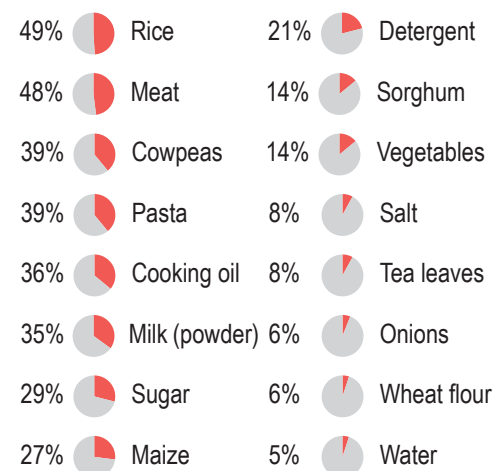 49% Rice
48% Meat
39% Cowpeas
39% Pasta
36% Cooking oil
35% Milk (powder)
29% Sugar
27% Maize
21% Detergent
14% Sorghum
14% Vegetables
8% Salt
8% Tea leaves
6% Onions
6% Wheat flour
5% Water